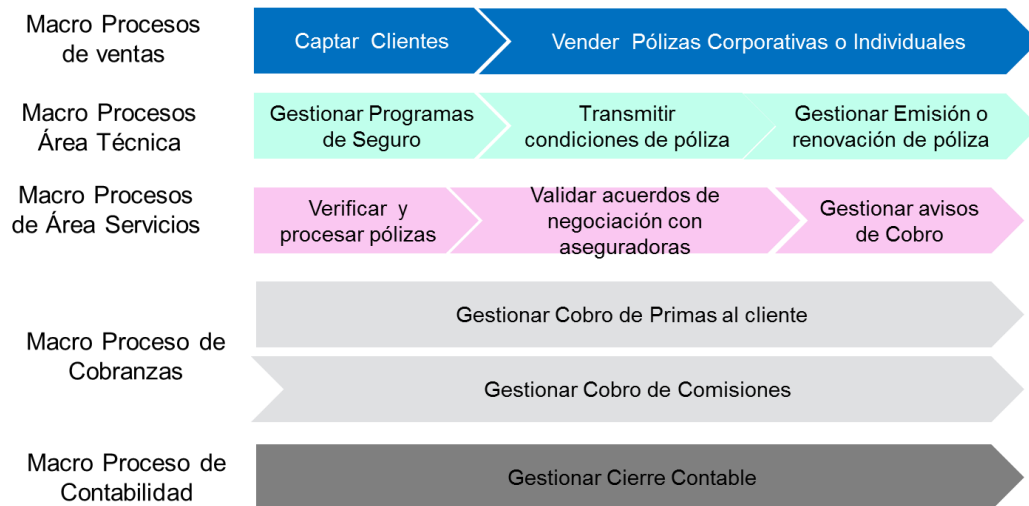 Macro Procesos
de ventas
Captar Clientes
Vender Pólizas Corporativas o Individuales
Macro Procesos
Área Técnica
Gestionar Programas
de Seguro
Transmitir
condiciones de póliza
Gestionar Emisión o
renovación de póliza
Macro Procesos
de Área Servicios
Verificar y
procesar pólizas
Validar acuerdos de
negociación con
aseguradoras
Gestionar avisos
de Cobro
Macro Proceso de
Cobranzas
Gestionar Cobro de Primas al cliente
Gestionar Cobro de Comisiones
Macro Proceso de
Contabilidad
Gestionar Cierre Contable